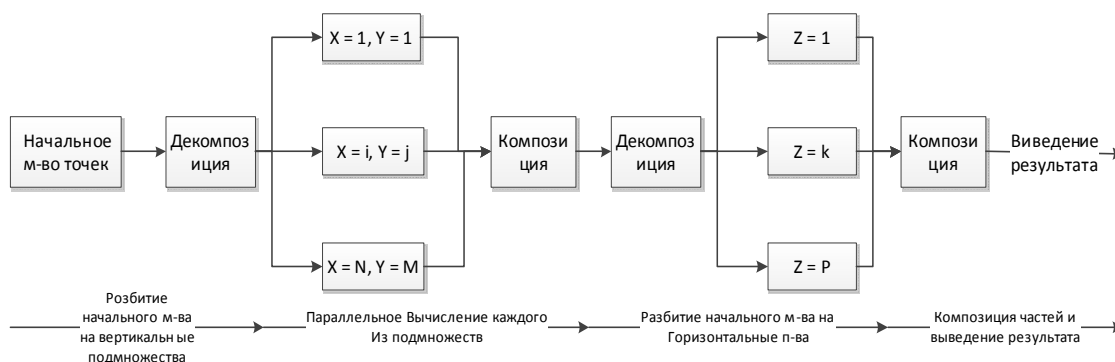 Начальное
м-во точек
Декомпоз
иция
X = 1, Y = 1
X = i, Y = j
X = N, Y = M
Компози
ция
Декомпоз
иция
Z = 1
Z = k
Z = P
Компози
ция
Виведение
результата
Розбитие
начального м-ва
на вертикальные
подмножества
Параллельное Вычисление каждого
Из подмножеств
Разбитие начального м-ва на
Горизонтальные п-ва
Композиция частей и
выведение результата